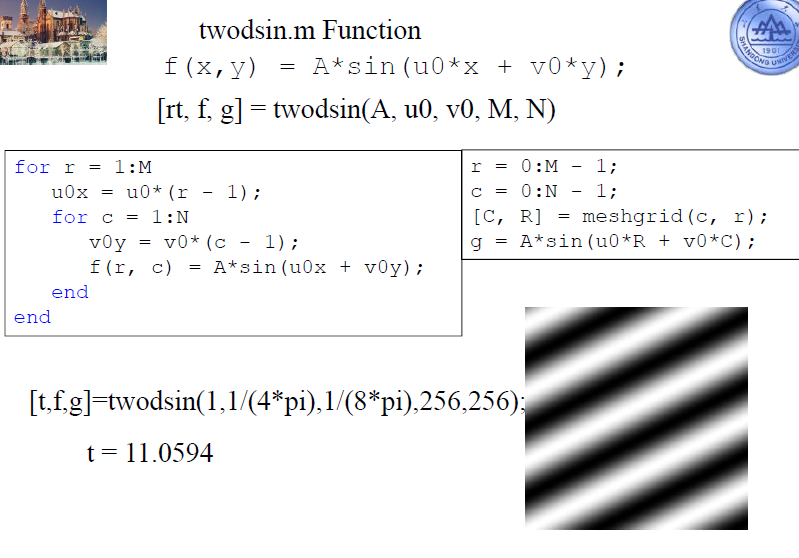 twodsin.m Function
f(x,y) = A*sin(u0*x + v0*y);
[rt, f, g] = twodsin(A, u0, v0, M, N)
for r = 1:M
u0x = u0*(r - 1);
for c = 1:N
v0y = v0*(c - 1);
f(r, c) = A*sin(u0x + v0y);
end
end
r = 0:M - 1;
c = 0:N - 1;
[C, R] = meshgrid(c, r);
g = A*sin(u0*R + v0*C);
[t,f,g]=twodsin(1,1/(4*pi),1/(8*pi),256,256);
t = 11.0594
1901
SHANDONG UNIVERS